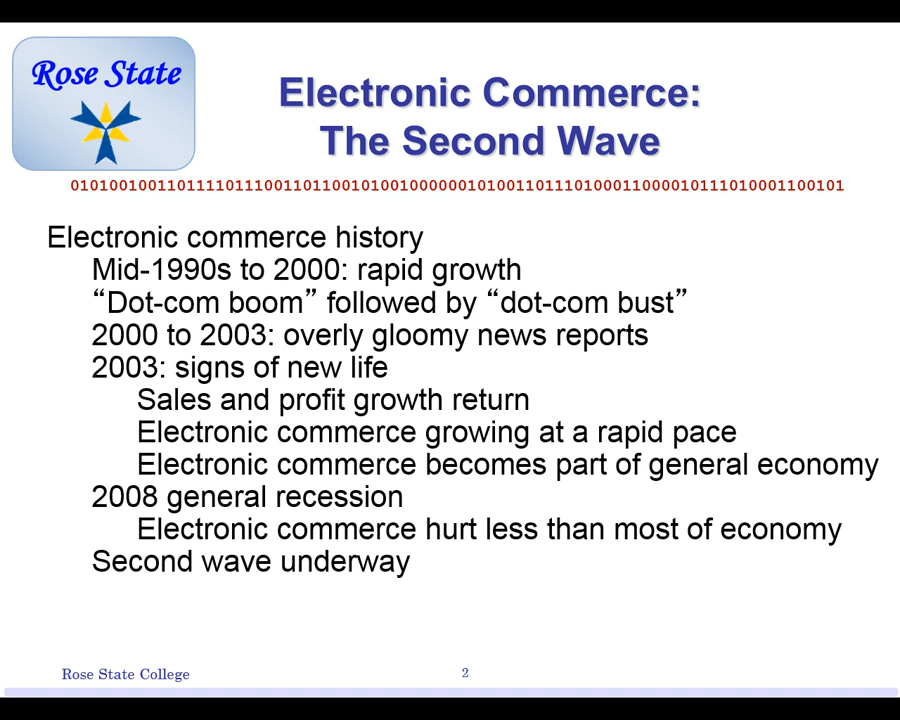 Rose State
Electronic Commerce:
The Second Wave
01010010011011110111001101100101001000000101001101110100011000010111010001100101
Electronic commerce history
Mid-1990s to 2000: rapid growth
“Dot-com boom” followed by “dot-com bust”
2000 to 2003: overly gloomy news reports
2003: signs of new life
Sales and profit growth return
Electronic commerce growing at a rapid pace
Electronic commerce becomes part of general economy
2008 general recession
Electronic commerce hurt less than most of economy
Second wave underway
Rose State College
2